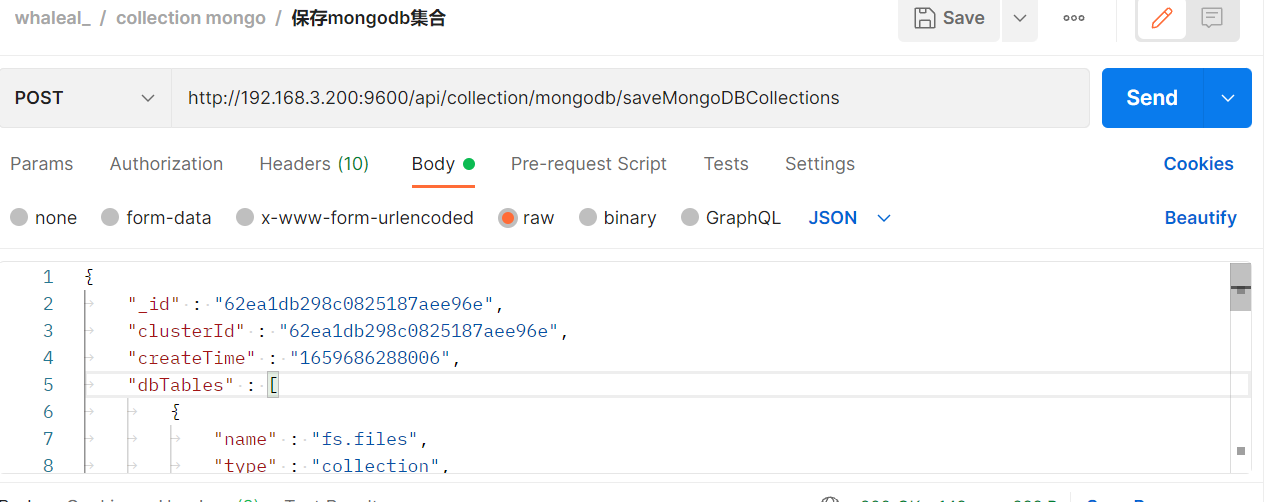 whaleal_ / collection mongo / 保存mongodb集合
Save
POST
http://192.168.3.200:9600/api/collection/mongodb/saveMongoDBCollections
Send
Params Authorization Headers (10) Body Pre-request Script Tests Settings Cookies
none form-data x-www-form-urlencoded raw binary GraphQL JSON Beautify
1 {
2 "_id" : "62ea1db298c0825187aee96e",
3 "clusterId" : "62ea1db298c0825187aee96e",
4 "createTime" : "1659686288006",
5 "dbTables" : [
6 {
7 "name" : "fs.files",
8 "type" : "collection",